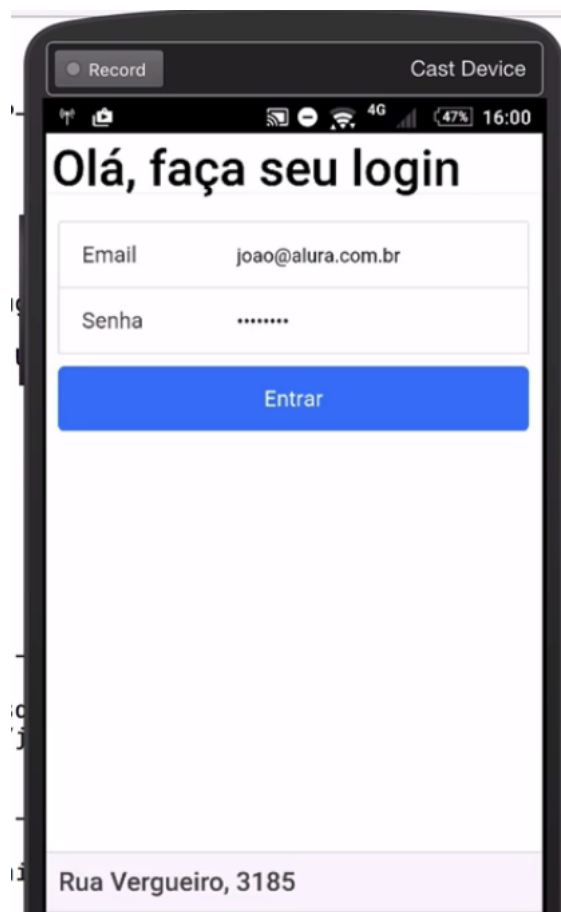 Record Cast Device
4G 47% 16:00
Olá, faça seu login
Email joao@alura.com.br
Senha ••••••••
Entrar
Rua Vergueiro, 3185